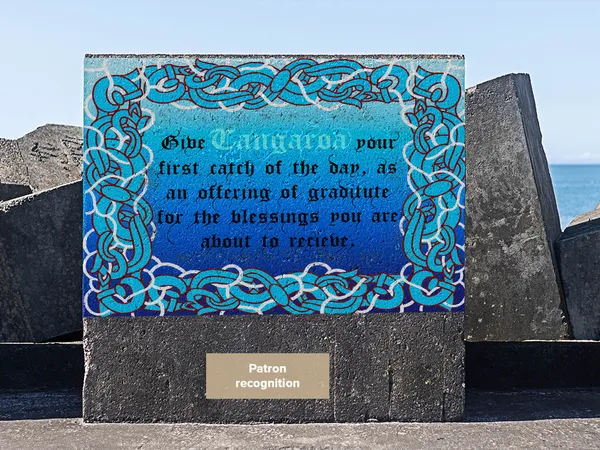 Give Tangaroa your
first catch of the day, as
an offering of graditute
for the blessings you are
about to recieve.
Patron
recognition